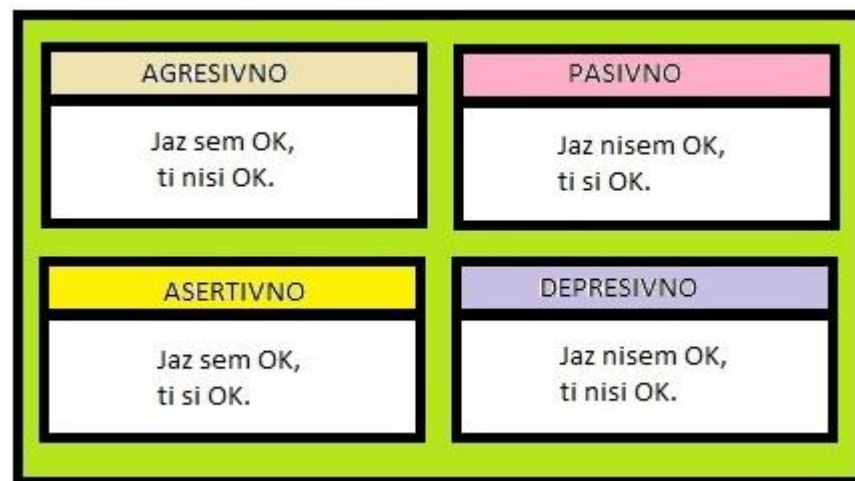 AGRESIVNO
Jaz sem OK,
ti nisi OK.
PASIVNO
Jaz nisem OK,
ti si OK.
ASERTIVNO
Jaz sem OK,
ti si OK.
DEPRESIVNO
Jaz nisem OK,
ti nisi OK.